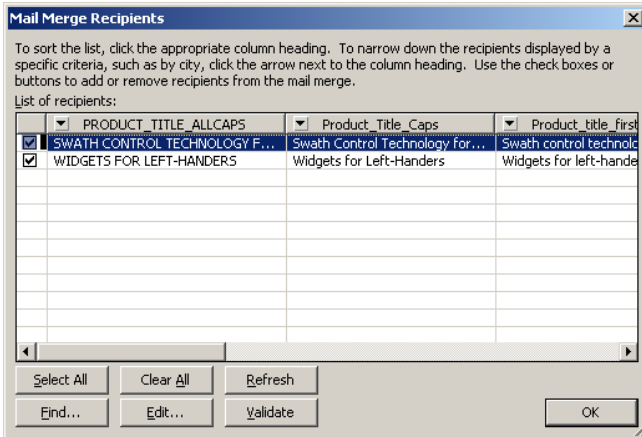 Mail Merge Recipients
To sort the list, click the appropriate column heading. To narrow down the recipients displayed by a
specific criteria, such as by city, click the arrow next to the column heading. Use the check boxes or
buttons to add or remove recipients from the mail merge.
List of recipients:
PRODUCT_TITLE_ALLCAPS Product_Title_Caps Product_title_first
SWATH CONTROL TECHNOLOGY F... Swath Control Technology for... Swath control technolo
WIDGETS FOR LEFT-HANDERS Widgets for Left-Handers Widgets for left-hande
Select All Clear All Refresh
Find... Edit... Validate OK